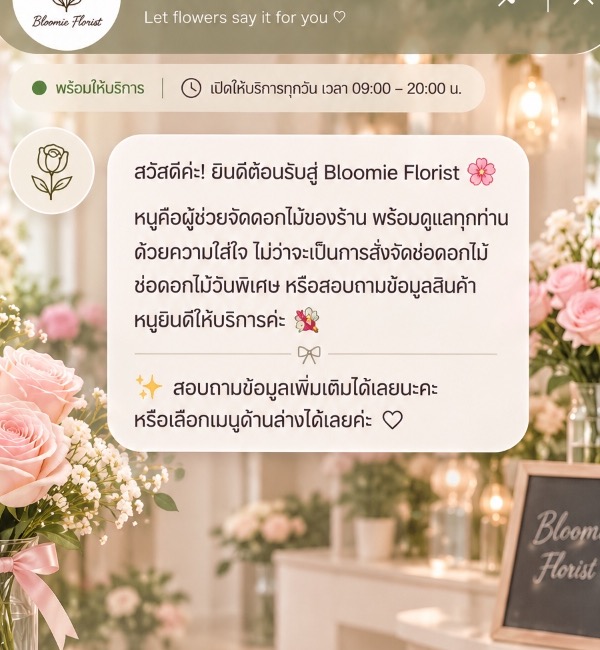 Bloomie Florist
Let flowers say it for you ♡
พร้อมให้บริการ
เปิดให้บริการทุกวัน เวลา 09:00 – 20:00 น.
สวัสดีค่ะ! ยินดีต้อนรับสู่ Bloomie Florist 🌸
หนูคือผู้ช่วยจัดดอกไม้ของร้าน พร้อมดูแลทุกท่าน
ด้วยความใส่ใจ ไม่ว่าจะเป็นการสั่งจัดช่อดอกไม้
ช่อดอกไม้วันพิเศษ หรือสอบถามข้อมูลสินค้า
หนูยินดีให้บริการค่ะ 💐
✨ สอบถามข้อมูลเพิ่มเติมได้เลยนะคะ
หรือเลือกเมนูด้านล่างได้เลยค่ะ ♡
Bloomi
Florist